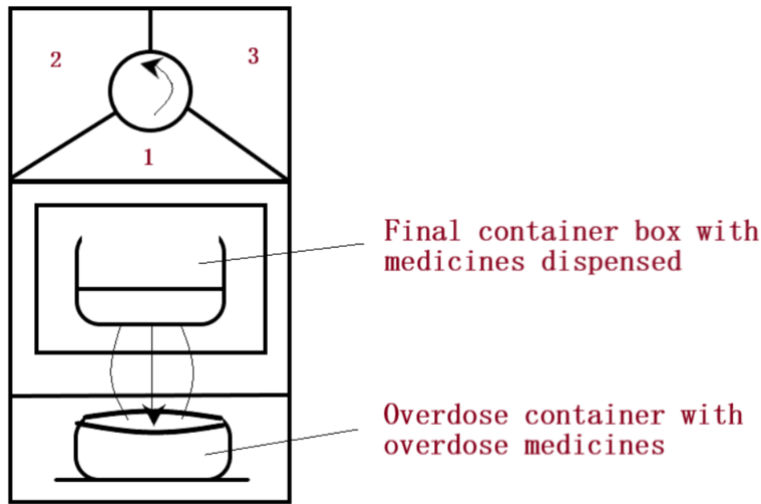 2
3
1
Final container box with
medicines dispensed
Overdose container with
overdose medicines